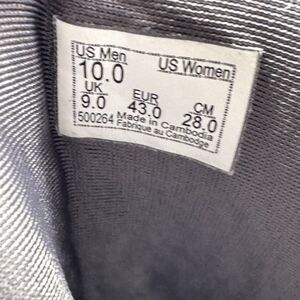 US Men US Women
10.0
UK EUR CM
9.0 43.0 28.0
500264 Made in Cambodia
Fabriqué au Cambodge